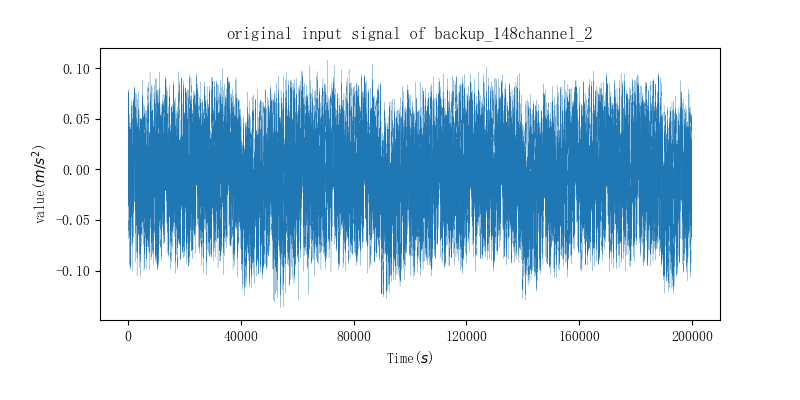 original input signal of backup_148channel_2
value(m/s²)
0.10
0.05
0.00
−0.05
−0.10
0 40000 80000 120000 160000 200000
Time(s)